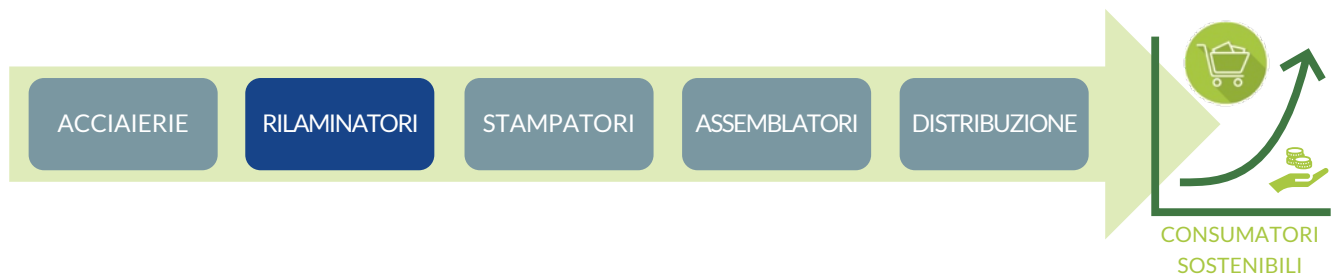 ACCIAIERIE
RILAMINATORI
STAMPATORI
ASSEMBLATORI
DISTRIBUZIONE
CONSUMATORI
SOSTENIBILI